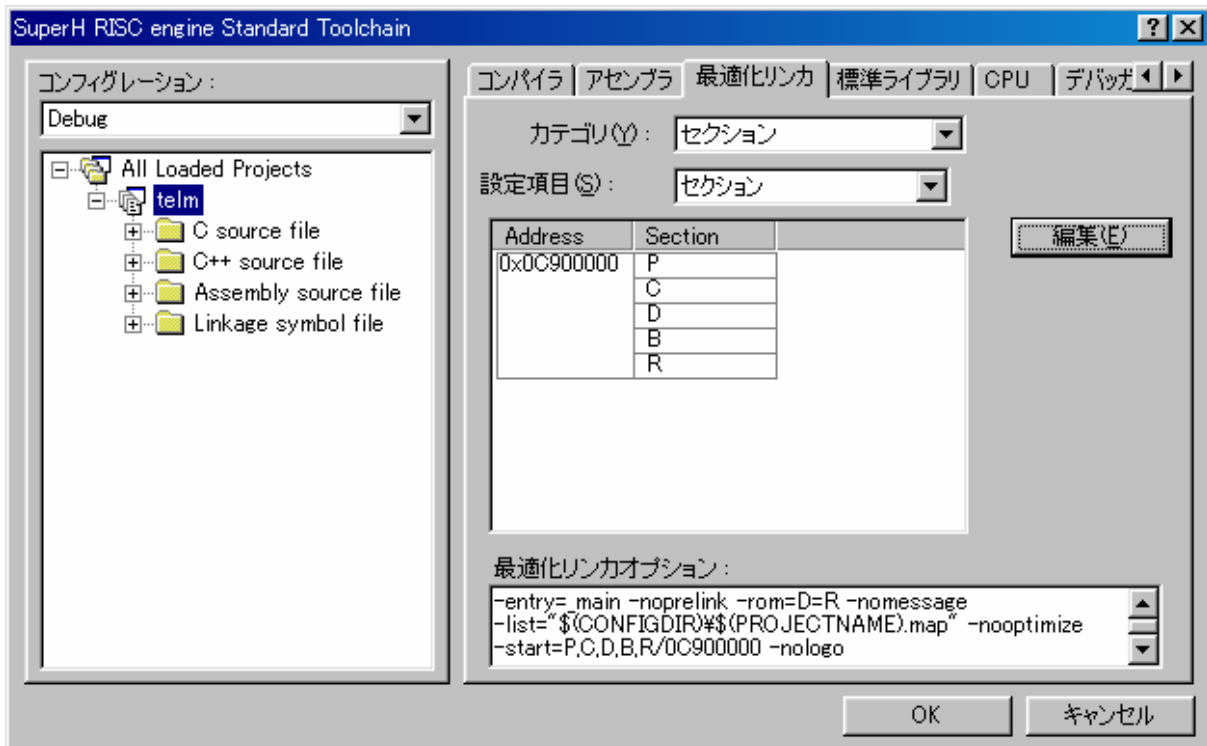 SuperH RISC engine Standard Toolchain
コンフィグレーション :
Debug
All Loaded Projects
telm
C source file
C++ source file
Assembly source file
Linkage symbol file
コンパイラ アセンブラ 最適化リンカ 標準ライブラリ CPU デバッガ
カテゴリ(Y) : セクション
設定項目(S) : セクション
編集(E)
Address Section
0x0C900000 P
C
D
B
R
最適化リンカオプション :
-entry=_main -noprelink -rom=D=R -nomessage
-list="$(CONFIGDIR)¥$(PROJECTNAME).map" -nooptimize
-start=P,C,D,B,R/0C900000 -nologo
OK キャンセル